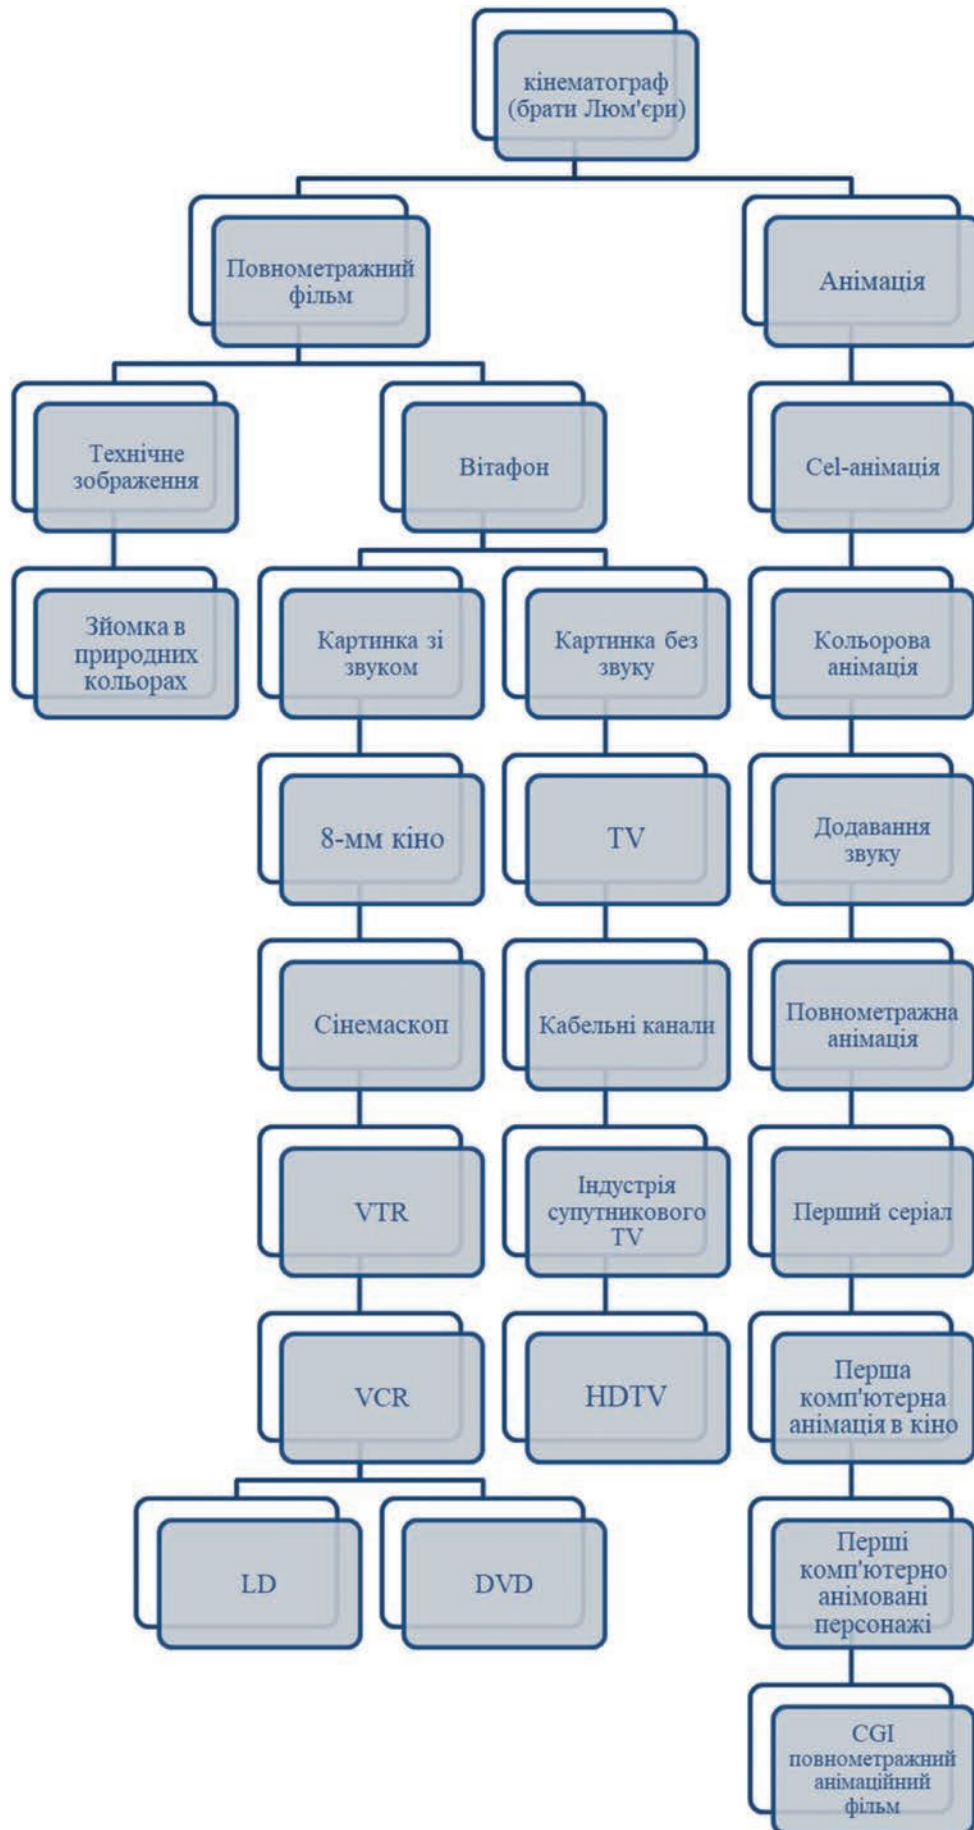 кінематограф
(брати Люм'єри)
Повнометражний
фільм
Анімація
Технічне
зображення
Вітафон
Cel-анімація
Зйомка в
природних
кольорах
Картинка зі
звуком
Картинка без
звуку
Кольорова
анімація
8-мм кіно
TV
Додавання
звуку
Сінемаскоп
Кабельні канали
Повнометражна
анімація
VTR
Індустрія
супутникового
TV
Перший серіал
VCR
HDTV
Перша
комп'ютерна
анімація в кіно
LD
DVD
Перші
комп'ютерно
анімовані
персонажі
CGI
повнометражний
анімаційний
фільм